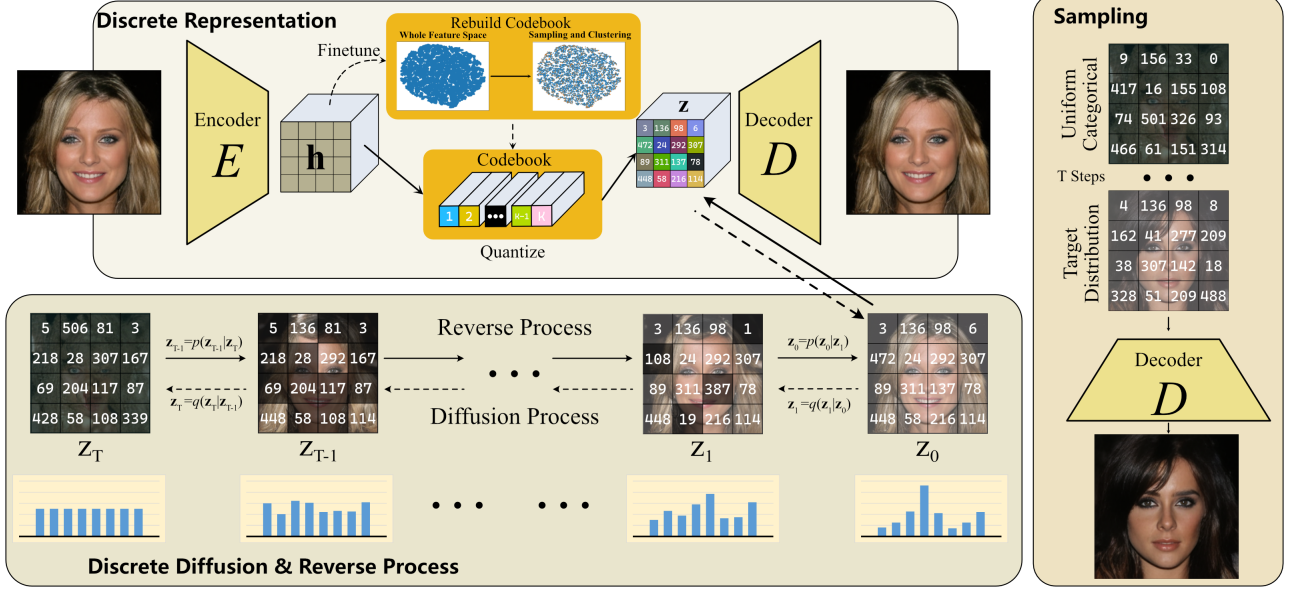 Discrete Representation
Rebuild Codebook
Whole Feature Space
Sampling and Clustering
Finetune
Encoder
E
h
Codebook
1 2 ••• K-1 K
Quantize
z
3 136 98 6
472 24 292 307
89 311 137 78
448 58 216 114
Decoder
D
5 506 81 3
218 28 307 167
69 204 117 87
428 58 108 339
z_T
z_{T-1}=p(z_{T-1}|z_T)
z_T=q(z_T|z_{T-1})
5 136 81 3
218 28 292 167
69 204 117 87
448 58 108 114
z_{T-1}
Reverse Process
• • •
Diffusion Process
3 136 98 1
108 24 292 307
89 311 387 78
448 19 216 114
z_1
z_0=p(z_0|z_1)
z_1=q(z_1|z_0)
3 136 98 6
472 24 292 307
89 311 137 78
448 58 216 114
z_0
• • • • • •
Discrete Diffusion & Reverse Process
Sampling
Uniform
Categorical
9 156 33 0
417 16 155 108
74 501 326 93
466 61 151 314
T Steps • • •
Target
Distribution
4 136 98 8
162 41 277 209
38 307 142 18
328 51 209 488
Decoder
D